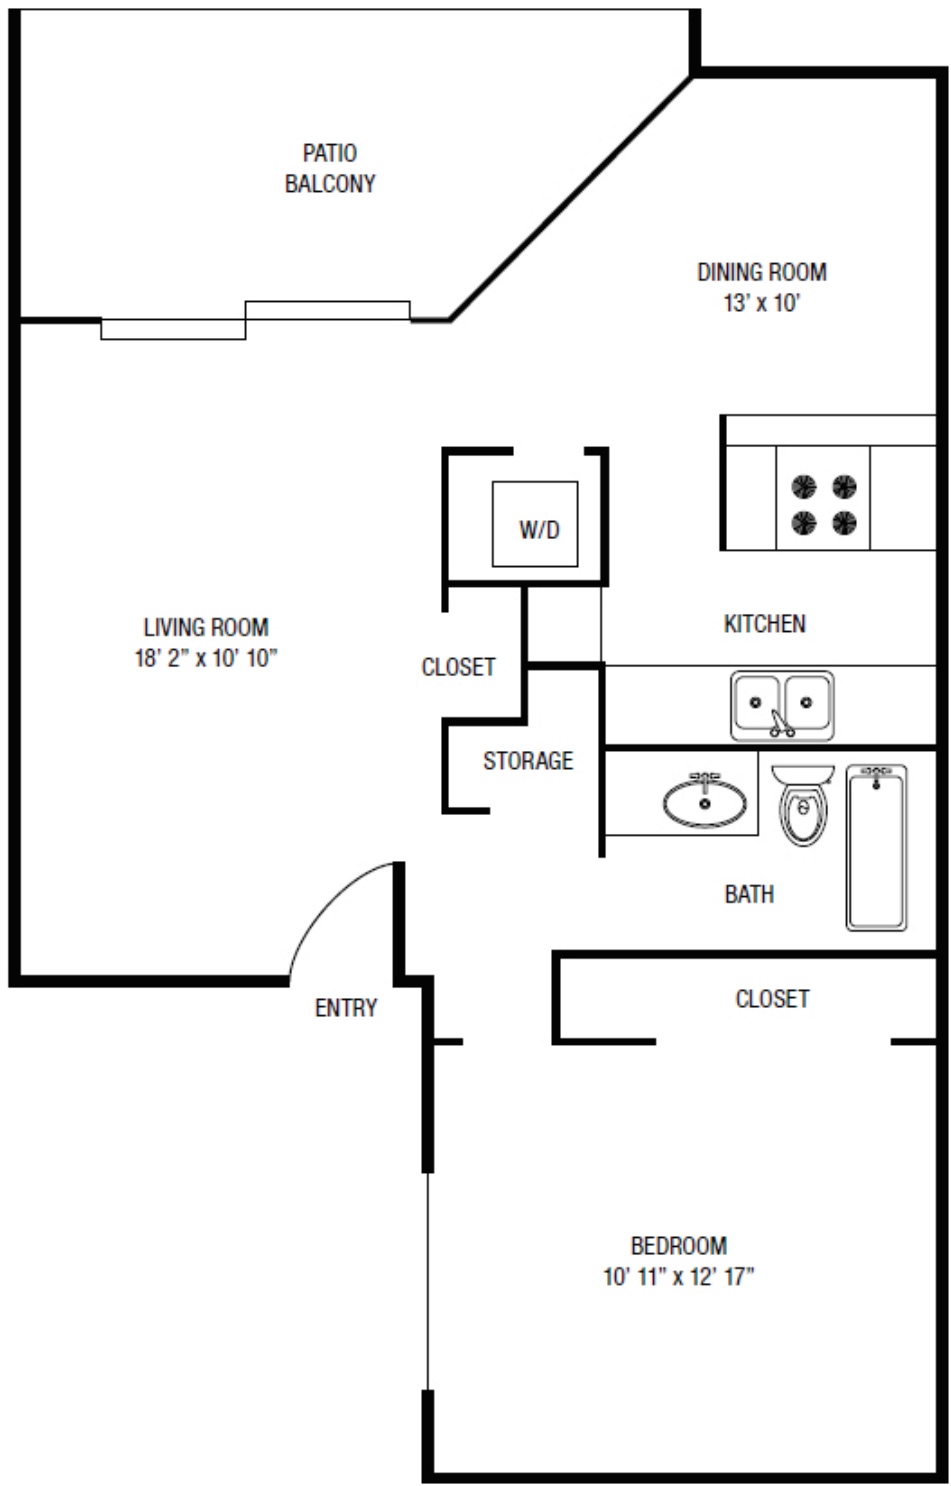 PATIO
BALCONY
DINING ROOM
13’ x 10’
W/D
LIVING ROOM
18’ 2” x 10’ 10”
KITCHEN
CLOSET
STORAGE
BATH
CLOSET
ENTRY
BEDROOM
10’ 11” x 12’ 17”